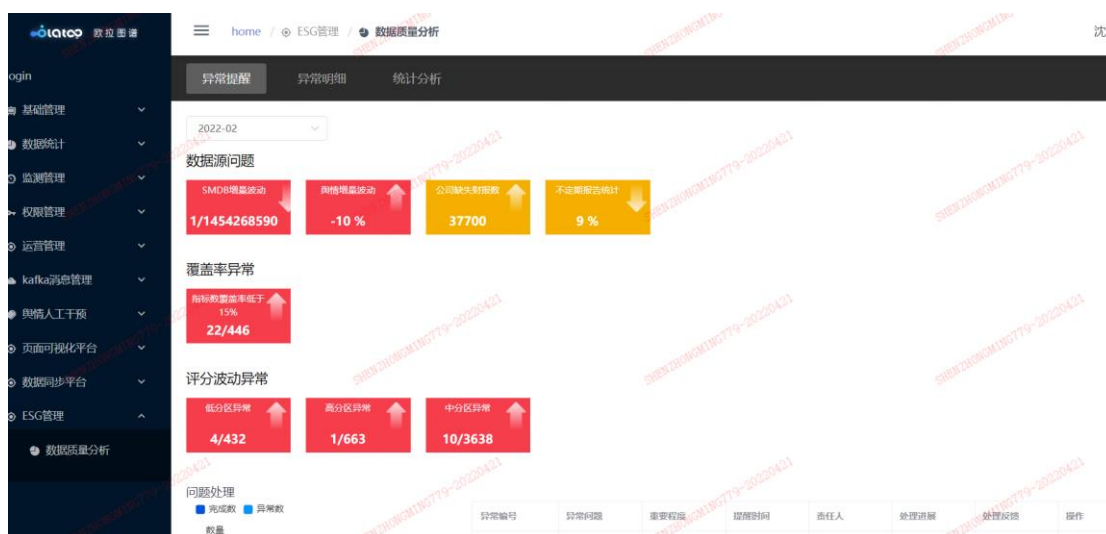 olatop 欧拉图谱
home / ESG管理 / 数据质量分析
沈
ogin
基础管理
数据统计
监测管理
权限管理
运营管理
kafka消息管理
舆情人工干预
页面可视化平台
数据同步平台
ESG管理
数据质量分析
异常提醒 异常明细 统计分析
2022-02
数据源问题
SMDB增量波动
1/1454268590
舆情增量波动
-10 %
公司缺失财报数
37700
不定期报告统计
9 %
覆盖率异常
指标数覆盖率低于
15%
22/446
评分波动异常
低分区异常
4/432
高分区异常
1/663
中分区异常
10/3638
问题处理
完成数 异常数
数量
异常编号 异常问题 重要程度 提醒时间 责任人 处理进展 处理反馈 操作
SHENZHONGMING779-20220421